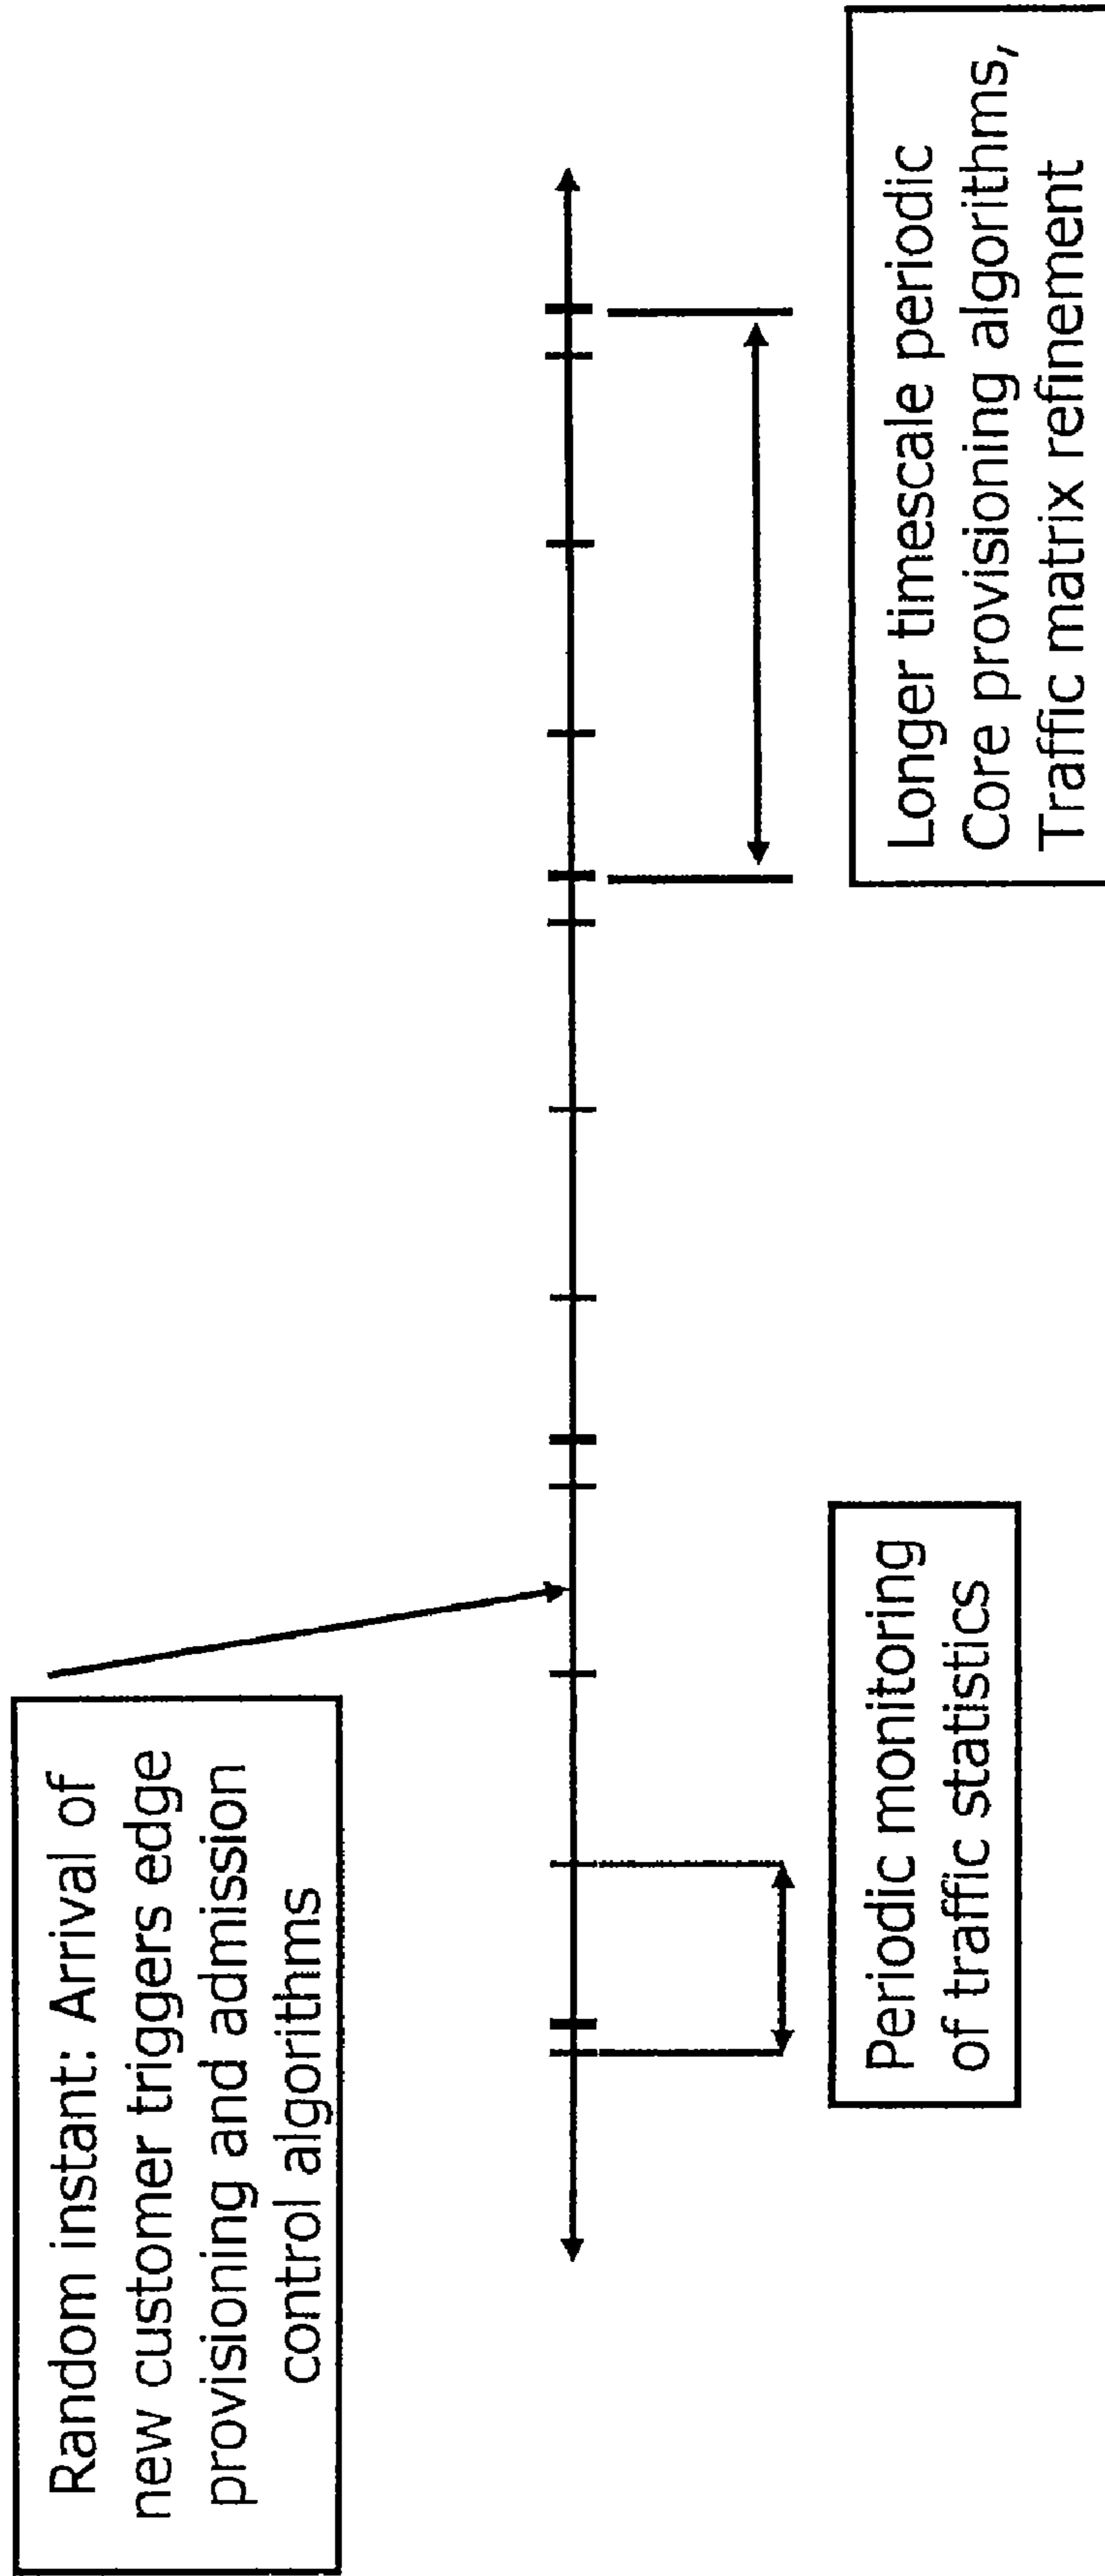 Random instant: Arrival of
new customer triggers edge
provisioning and admission
control algorithms
Periodic monitoring
of traffic statistics
Longer timescale periodic
Core provisioning algorithms,
Traffic matrix refinement